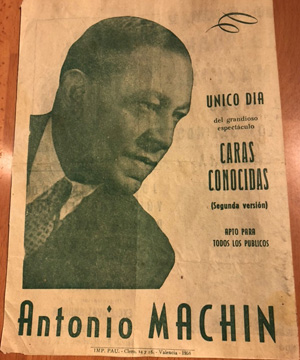 UNICO DIA
del grandioso
espectáculo
CARAS
CONOCIDAS
(Segunda versión)
APTO PARA
TODOS LOS PUBLICOS
Antonio MACHIN
IMP. PAU. - Valencia